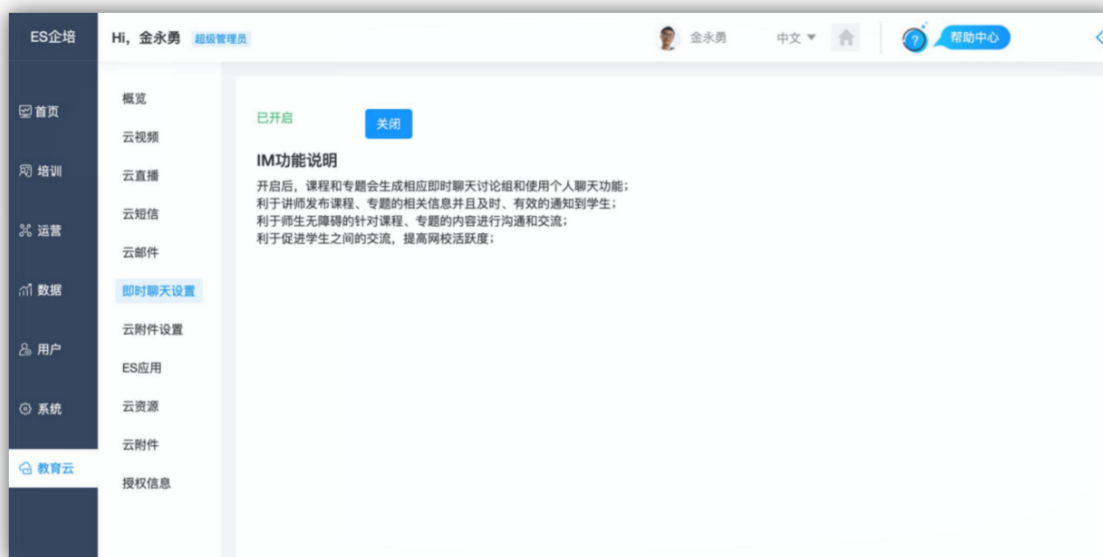 ES企培
Hi，金永勇 超级管理员
金永勇
中文
?
帮助中心
首页
培训
运营
数据
用户
系统
教育云
概览
云视频
云直播
云短信
云邮件
即时聊天设置
云附件设置
ES应用
云资源
云附件
授权信息
已开启
关闭
IM功能说明
开启后，课程和专题会生成相应即时聊天讨论组和使用个人聊天功能；
利于讲师发布课程、专题的相关信息并且及时、有效的通知到学生；
利于师生无障碍的针对课程、专题的内容进行沟通和交流；
利于促进学生之间的交流，提高网校活跃度；